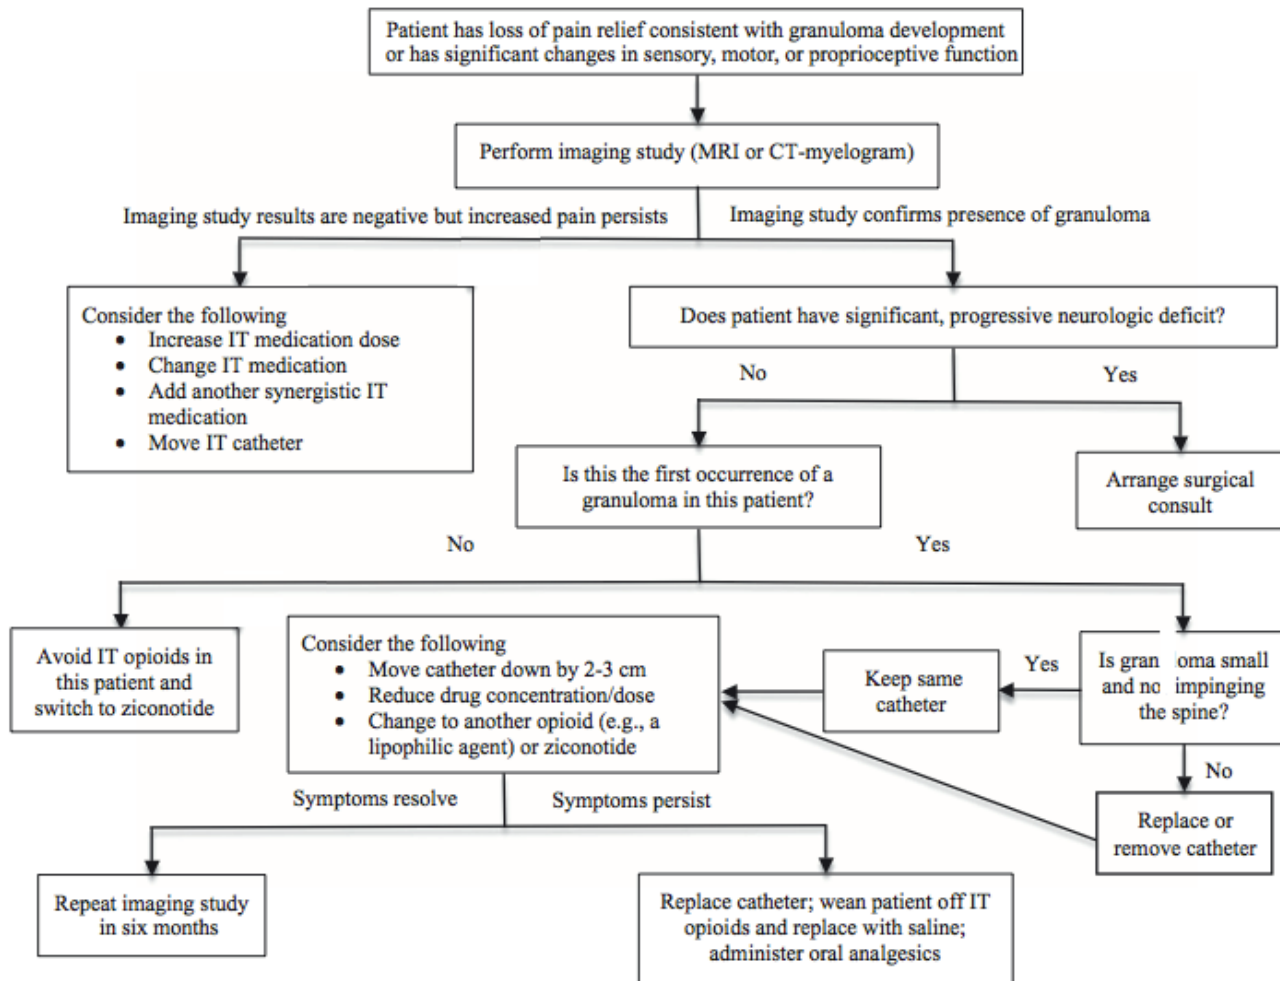 Patient has loss of pain relief consistent with granuloma development
or has significant changes in sensory, motor, or proprioceptive function
Perform imaging study (MRI or CT-myelogram)
Imaging study results are negative but increased pain persists
Imaging study confirms presence of granuloma
Consider the following
• Increase IT medication dose
• Change IT medication
• Add another synergistic IT
medication
• Move IT catheter
Does patient have significant, progressive neurologic deficit?
No
Yes
Is this the first occurrence of a
granuloma in this patient?
Arrange surgical
consult
No
Yes
Avoid IT opioids in
this patient and
switch to ziconotide
Consider the following
• Move catheter down by 2-3 cm
• Reduce drug concentration/dose
• Change to another opioid (e.g., a
lipophilic agent) or ziconotide
Keep same
catheter
Yes
Is gran loma small
and no impinging
the spine?
No
Replace or
remove catheter
Symptoms resolve
Symptoms persist
Repeat imaging study
in six months
Replace catheter; wean patient off IT
opioids and replace with saline;
administer oral analgesics